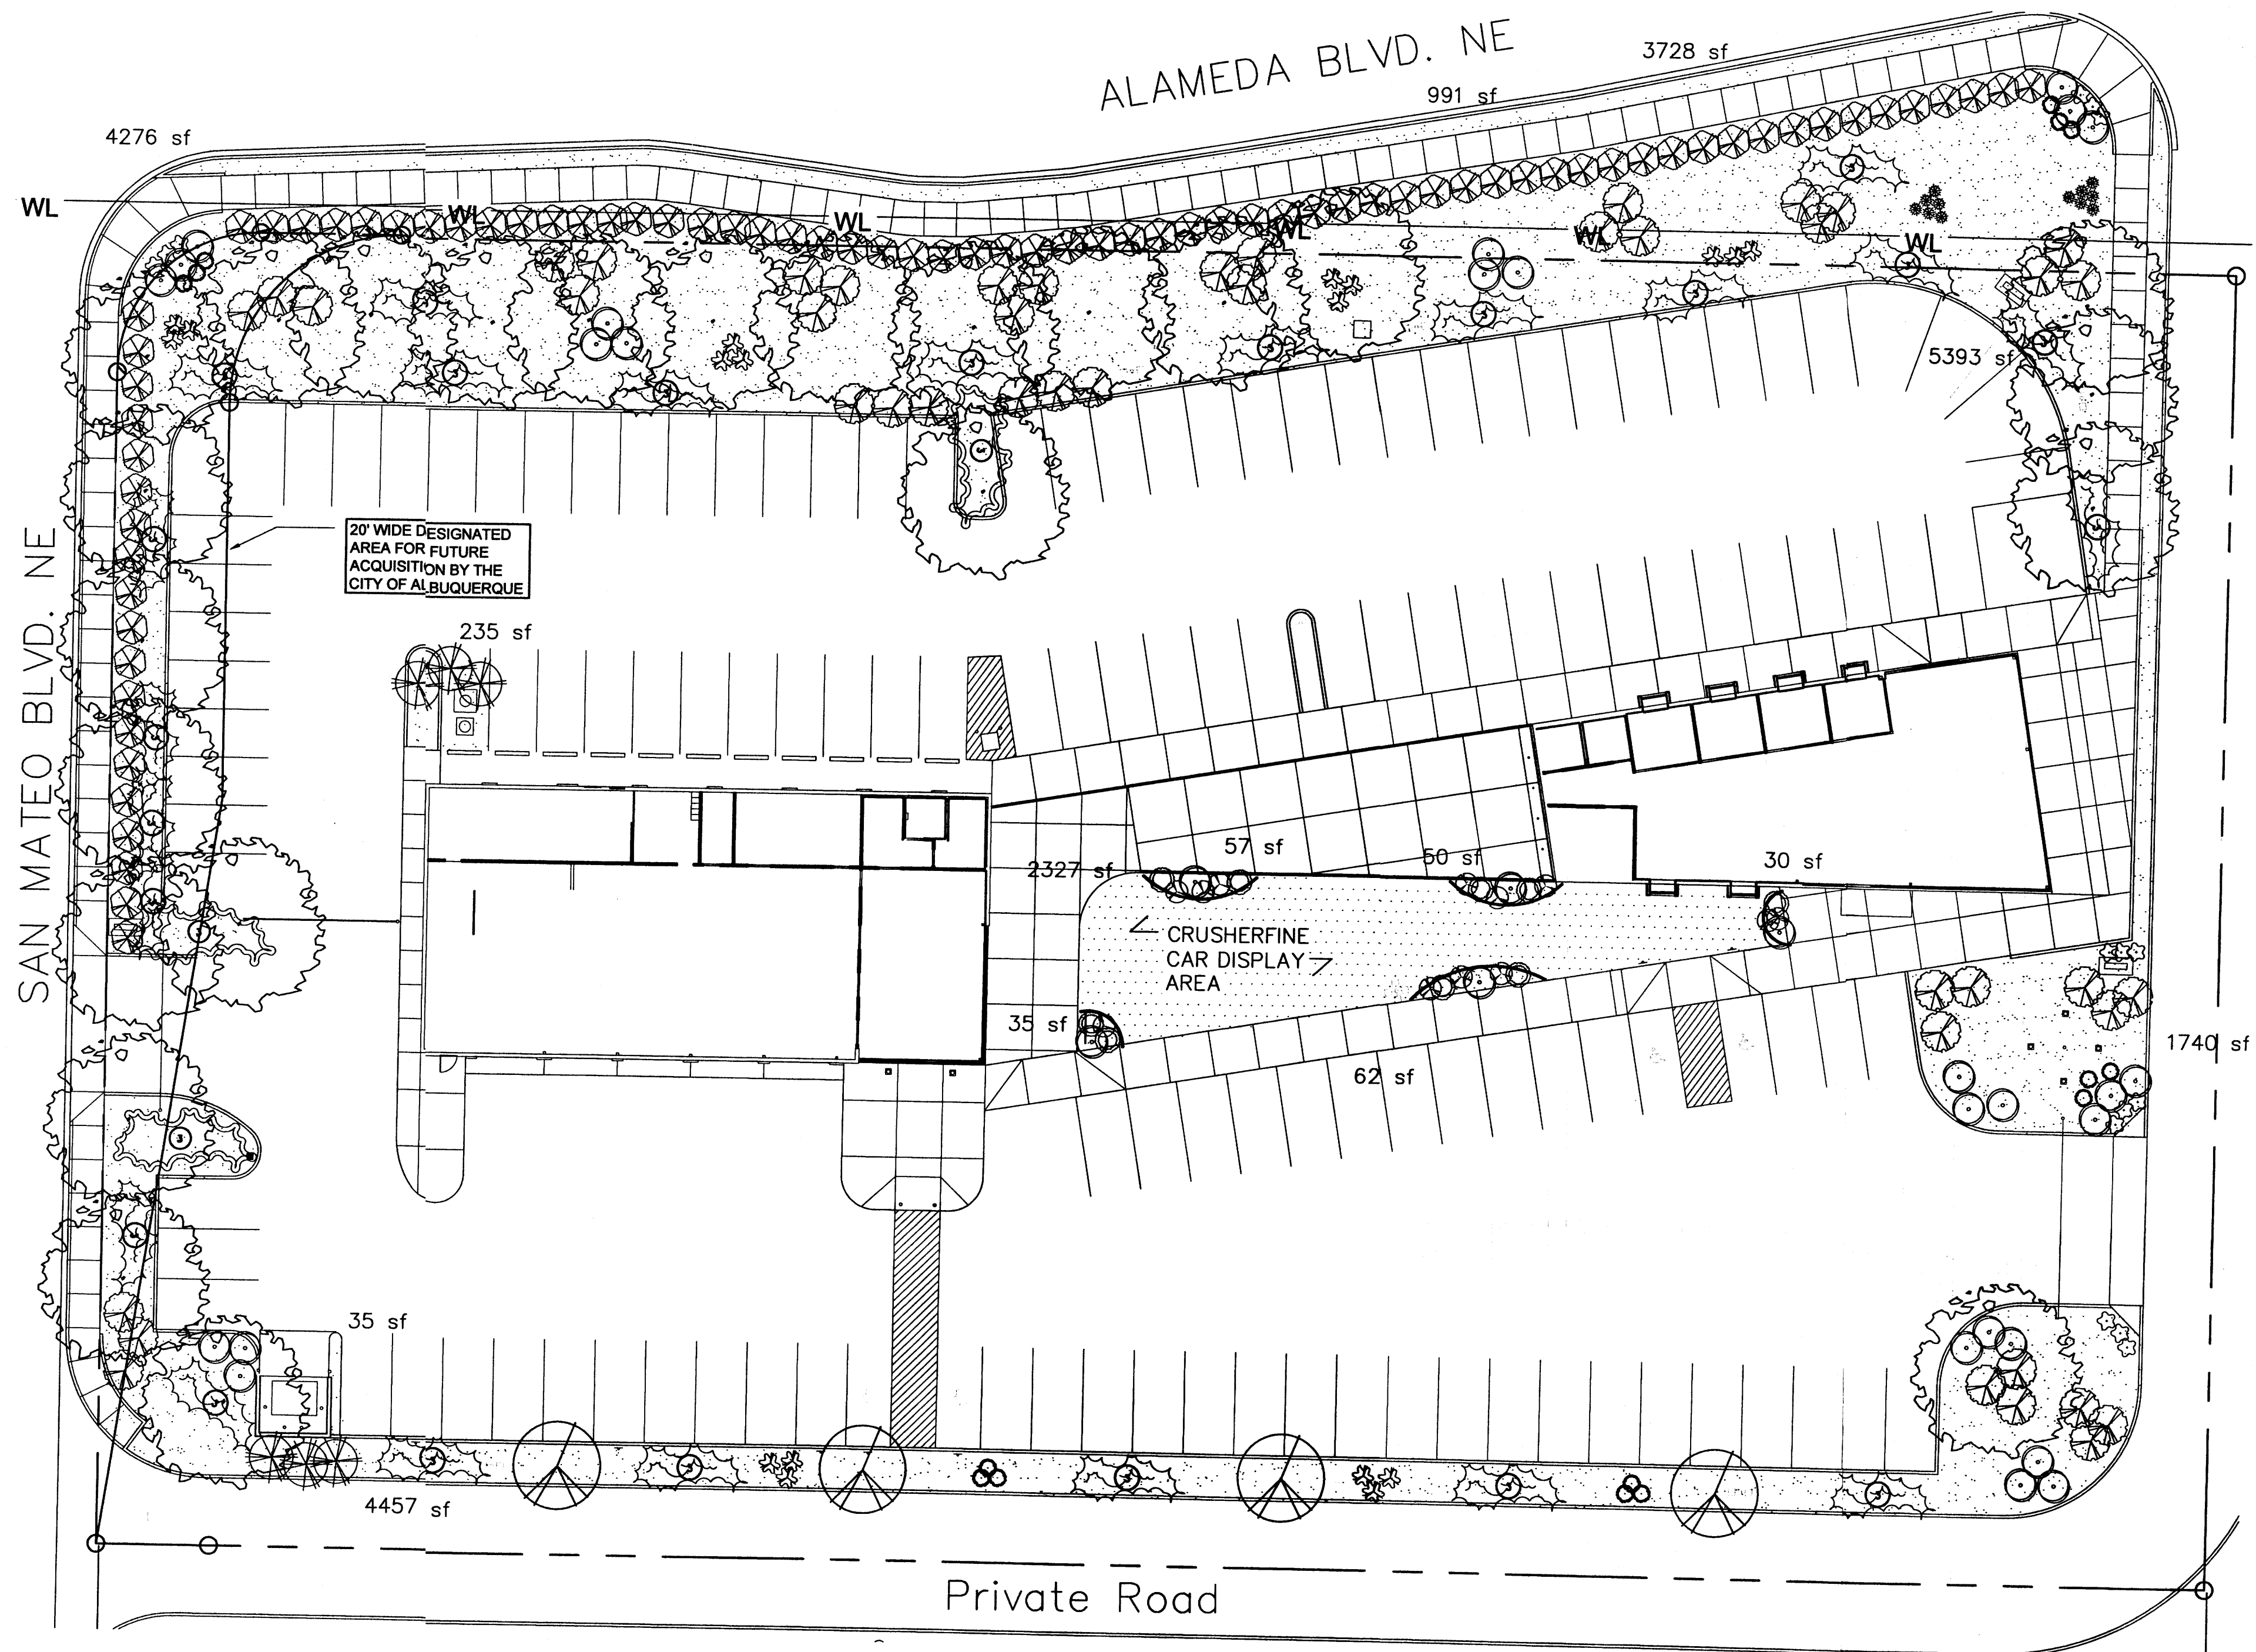 ALAMEDA BLVD. NE
3728 sf
991 sf
4276 sf
WL
WL
WL
WL
WL
WL
5393 sf
20' WIDE DESIGNATED
AREA FOR FUTURE
ACQUISITION BY THE
CITY OF ALBUQUERQUE
SAN MATEO BLVD. NE
235 sf
57 sf
50 sf
30 sf
2327 sf
CRUSHERFINE
CAR DISPLAY
AREA
35 sf
62 sf
1740 sf
3
35 sf
4457 sf
Private Road